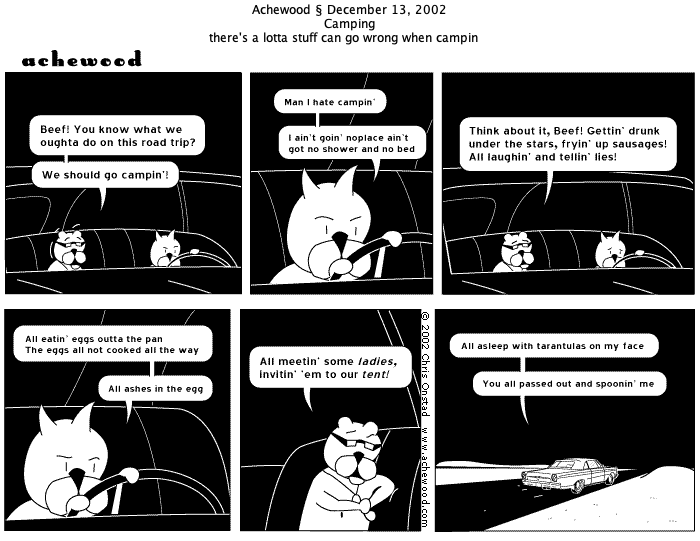 Achewood § December 13, 2002
Camping
there's a lotta stuff can go wrong when campin
achewood
Beef! You know what we
oughta do on this road trip?
We should go campin'!
Man I hate campin'
I ain't goin' noplace ain't
got no shower and no bed
Think about it, Beef! Gettin' drunk
under the stars, fryin' up sausages!
All laughin' and tellin' lies!
All eatin' eggs outta the pan
The eggs all not cooked all the way
All ashes in the egg
All meetin' some ladies,
invitin' 'em to our tent!
© 2002 Chris Onstad www.achewood.com
All asleep with tarantulas on my face
You all passed out and spoonin' me